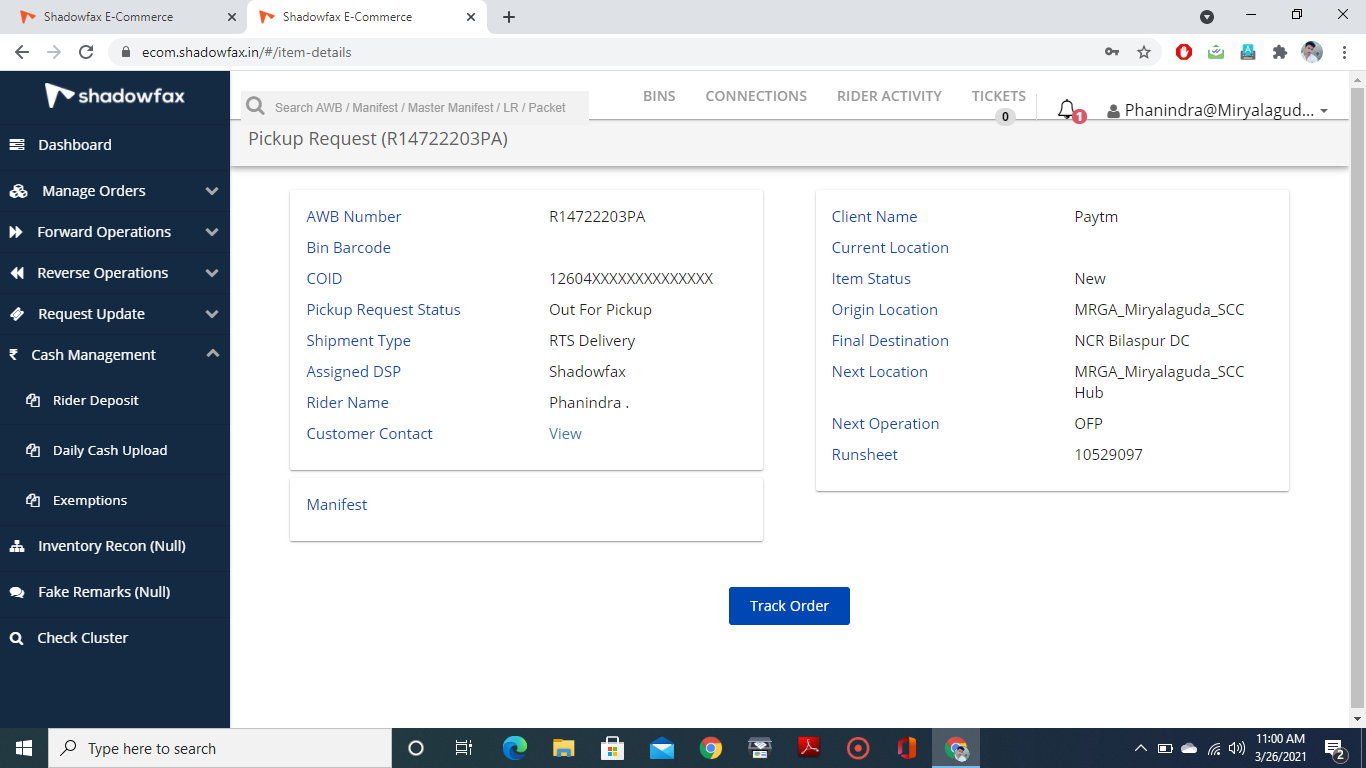 Shadowfax E-Commerce
Shadowfax E-Commerce
ecom.shadowfax.in/#/item-details
shadowfax
Search AWB / Manifest / Master Manifest / LR / Packet
BINS
CONNECTIONS
RIDER ACTIVITY
TICKETS
0
1
Phanindra@Miryalagud...
Pickup Request (R14722203PA)
Dashboard
Manage Orders
Forward Operations
Reverse Operations
Request Update
₹ Cash Management
Rider Deposit
Daily Cash Upload
Exemptions
Inventory Recon (Null)
Fake Remarks (Null)
Check Cluster
AWB Number R14722203PA
Bin Barcode
COID 12604XXXXXXXXXXXXXX
Pickup Request Status Out For Pickup
Shipment Type RTS Delivery
Assigned DSP Shadowfax
Rider Name Phanindra .
Customer Contact View
Manifest
Client Name Paytm
Current Location
Item Status New
Origin Location MRGA_Miryalaguda_SCC
Final Destination NCR Bilaspur DC
Next Location MRGA_Miryalaguda_SCC
Hub
Next Operation OFP
Runsheet 10529097
Track Order
Type here to search
11:00 AM
3/26/2021
2